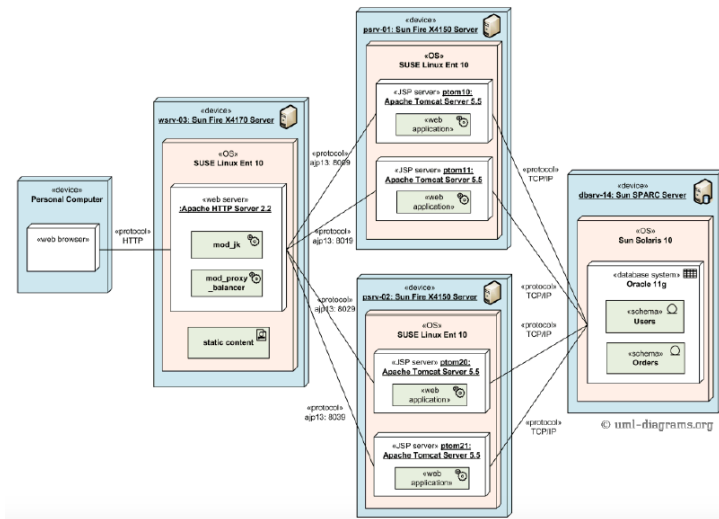 «device»
Personal Computer
«web browser»
«protocol»
HTTP
«device»
wsrv-03: Sun Fire X4170 Server
«OS»
SUSE Linux Ent 10
«web server»
:Apache HTTP Server 2.2
mod_jk
mod_proxy
_balancer
static content
«protocol»
ajp13: 8009
«protocol»
ajp13: 8019
«protocol»
ajp13: 8029
«protocol»
ajp13: 8039
«device»
psrv-01: Sun Fire X4150 Server
«OS»
SUSE Linux Ent 10
«JSP server» ptom10:
Apache Tomcat Server 5.5
«web
application»
«JSP server» ptom11:
Apache Tomcat Server 5.5
«web
application»
«device»
psrv-02: Sun Fire X4150 Server
«OS»
SUSE Linux Ent 10
«JSP server» ptom20:
Apache Tomcat Server 5.5
«web
application»
«JSP server» ptom21:
Apache Tomcat Server 5.5
«web
application»
«protocol»
TCP/IP
«protocol»
TCP/IP
«protocol»
TCP/IP
«protocol»
TCP/IP
«device»
dbsrv-14: Sun SPARC Server
«OS»
Sun Solaris 10
«database system»
Oracle 11g
«schema»
Users
«schema»
Orders
© uml-diagrams.org